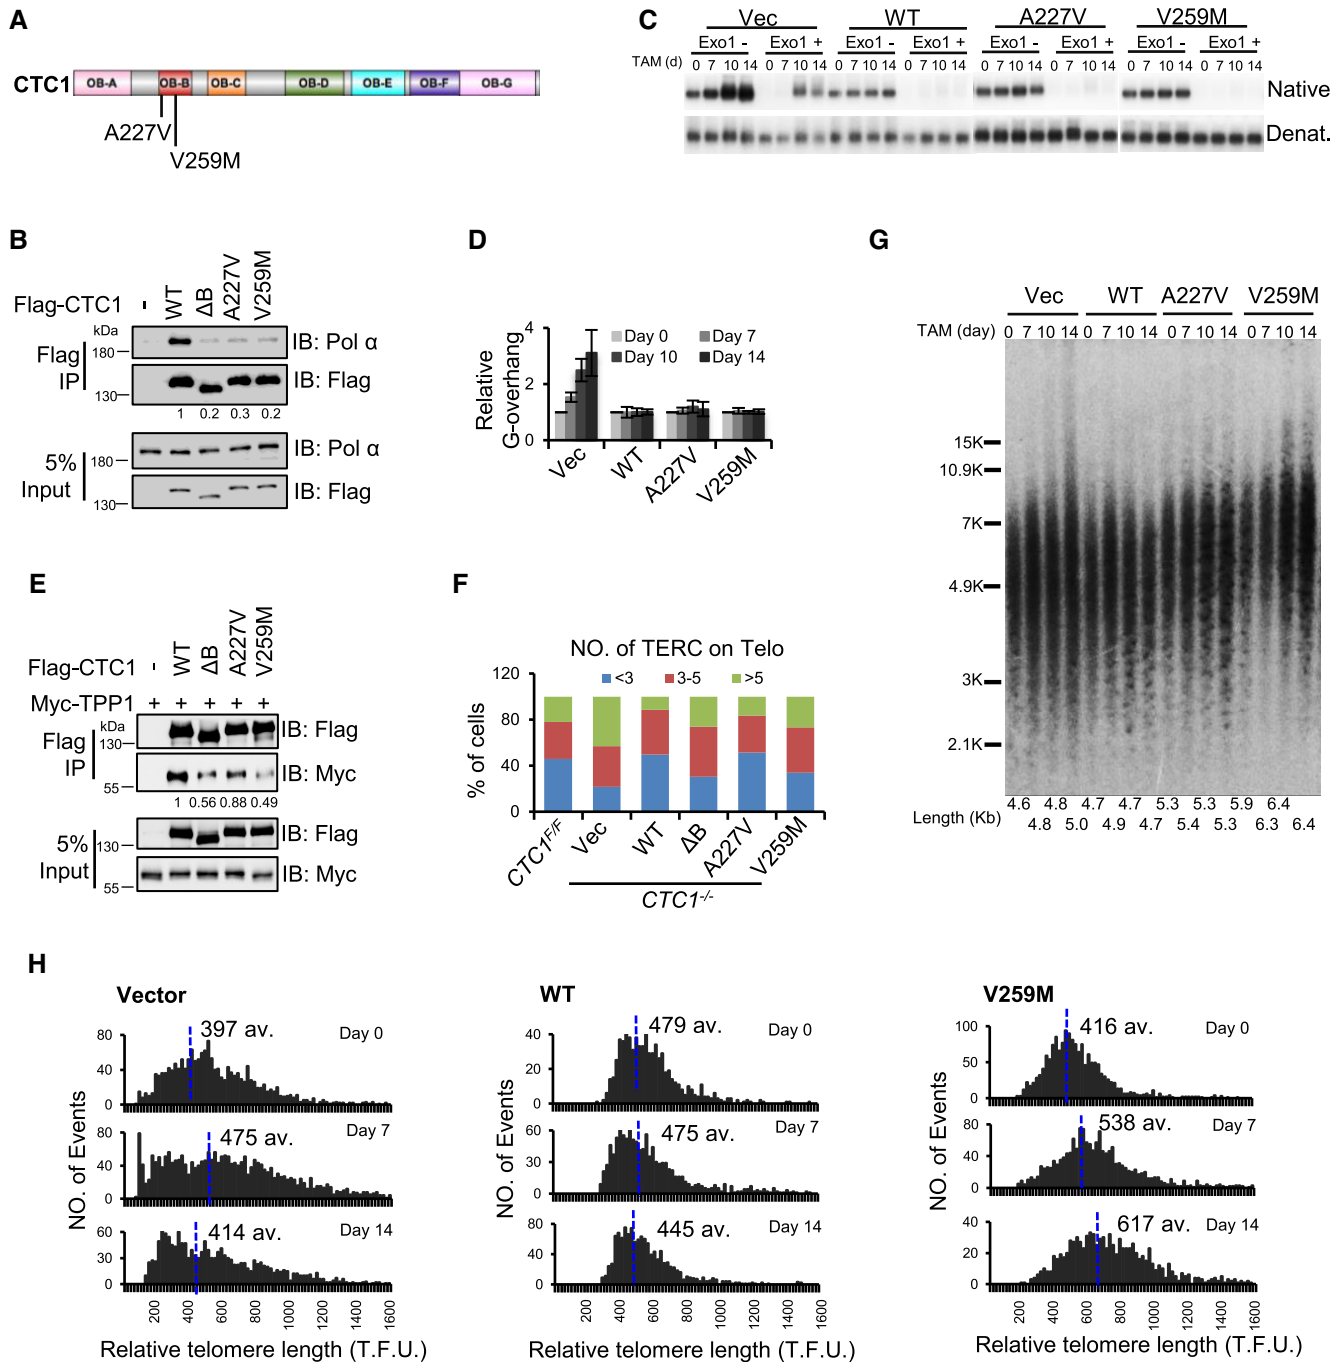 A
CTC1 OB-A OB-B OB-C OB-D OB-E OB-F OB-G
A227V
V259M
C
Vec WT A227V V259M
Exo1 - Exo1 + Exo1 - Exo1 + Exo1 - Exo1 + Exo1 - Exo1 +
TAM (d) 0 7 10 14 0 7 10 14 0 7 10 14 0 7 10 14 0 7 10 14 0 7 10 14 0 7 10 14 0 7 10 14
Native
Denat.
B
Flag-CTC1 - WT ΔB A227V V259M
kDa
Flag IP
180 IB: Pol α
130 IB: Flag
1 0.2 0.3 0.2
5% Input
180 IB: Pol α
130 IB: Flag
D
Relative G-overhang
4
2
0
Day 0 Day 7
Day 10 Day 14
Vec WT A227V V259M
E
Flag-CTC1 - WT ΔB A227V V259M
Myc-TPP1 + + + + +
kDa
Flag IP
130 IB: Flag
55 IB: Myc
1 0.56 0.88 0.49
5% Input
130 IB: Flag
55 IB: Myc
F
NO. of TERC on Telo
<3 3-5 >5
% of cells
120
80
40
0
CTC1F/F Vec WT ΔB A227V V259M
CTC1-/-
G
Vec WT A227V V259M
TAM (day) 0 7 10 14 0 7 10 14 0 7 10 14 0 7 10 14
15K
10.9K
7K
4.9K
3K
2.1K
4.6 4.8 4.7 4.7 5.3 5.3 5.9 6.4
Length (Kb) 4.8 5.0 4.9 4.7 5.4 5.3 6.3 6.4
H
Vector
NO. of Events
80 40 0
397 av. Day 0
80 40 0
475 av. Day 7
60 30 0
414 av. Day 14
200 400 600 800 1000 1200 1400 1600
Relative telomere length (T.F.U.)
WT
NO. of Events
40 20 0
479 av. Day 0
60 30 0
475 av. Day 7
80 40 0
445 av. Day 14
200 400 600 800 1000 1200 1400 1600
Relative telomere length (T.F.U.)
V259M
NO. of Events
100 50 0
416 av. Day 0
80 40 0
538 av. Day 7
40 20 0
617 av. Day 14
200 400 600 800 1000 1200 1400 1600
Relative telomere length (T.F.U.)